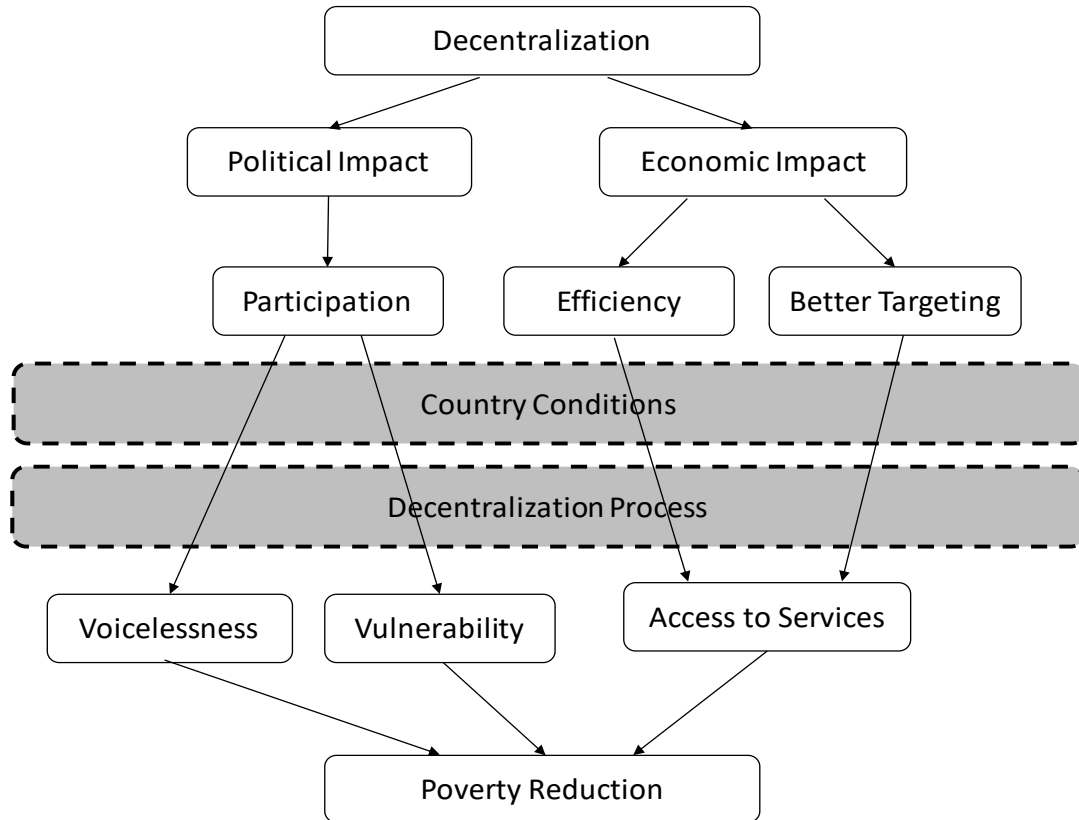 Decentralization
Political Impact
Economic Impact
Participation
Efficiency
Better Targeting
Country Conditions
Decentralization Process
Voicelessness
Vulnerability
Access to Services
Poverty Reduction